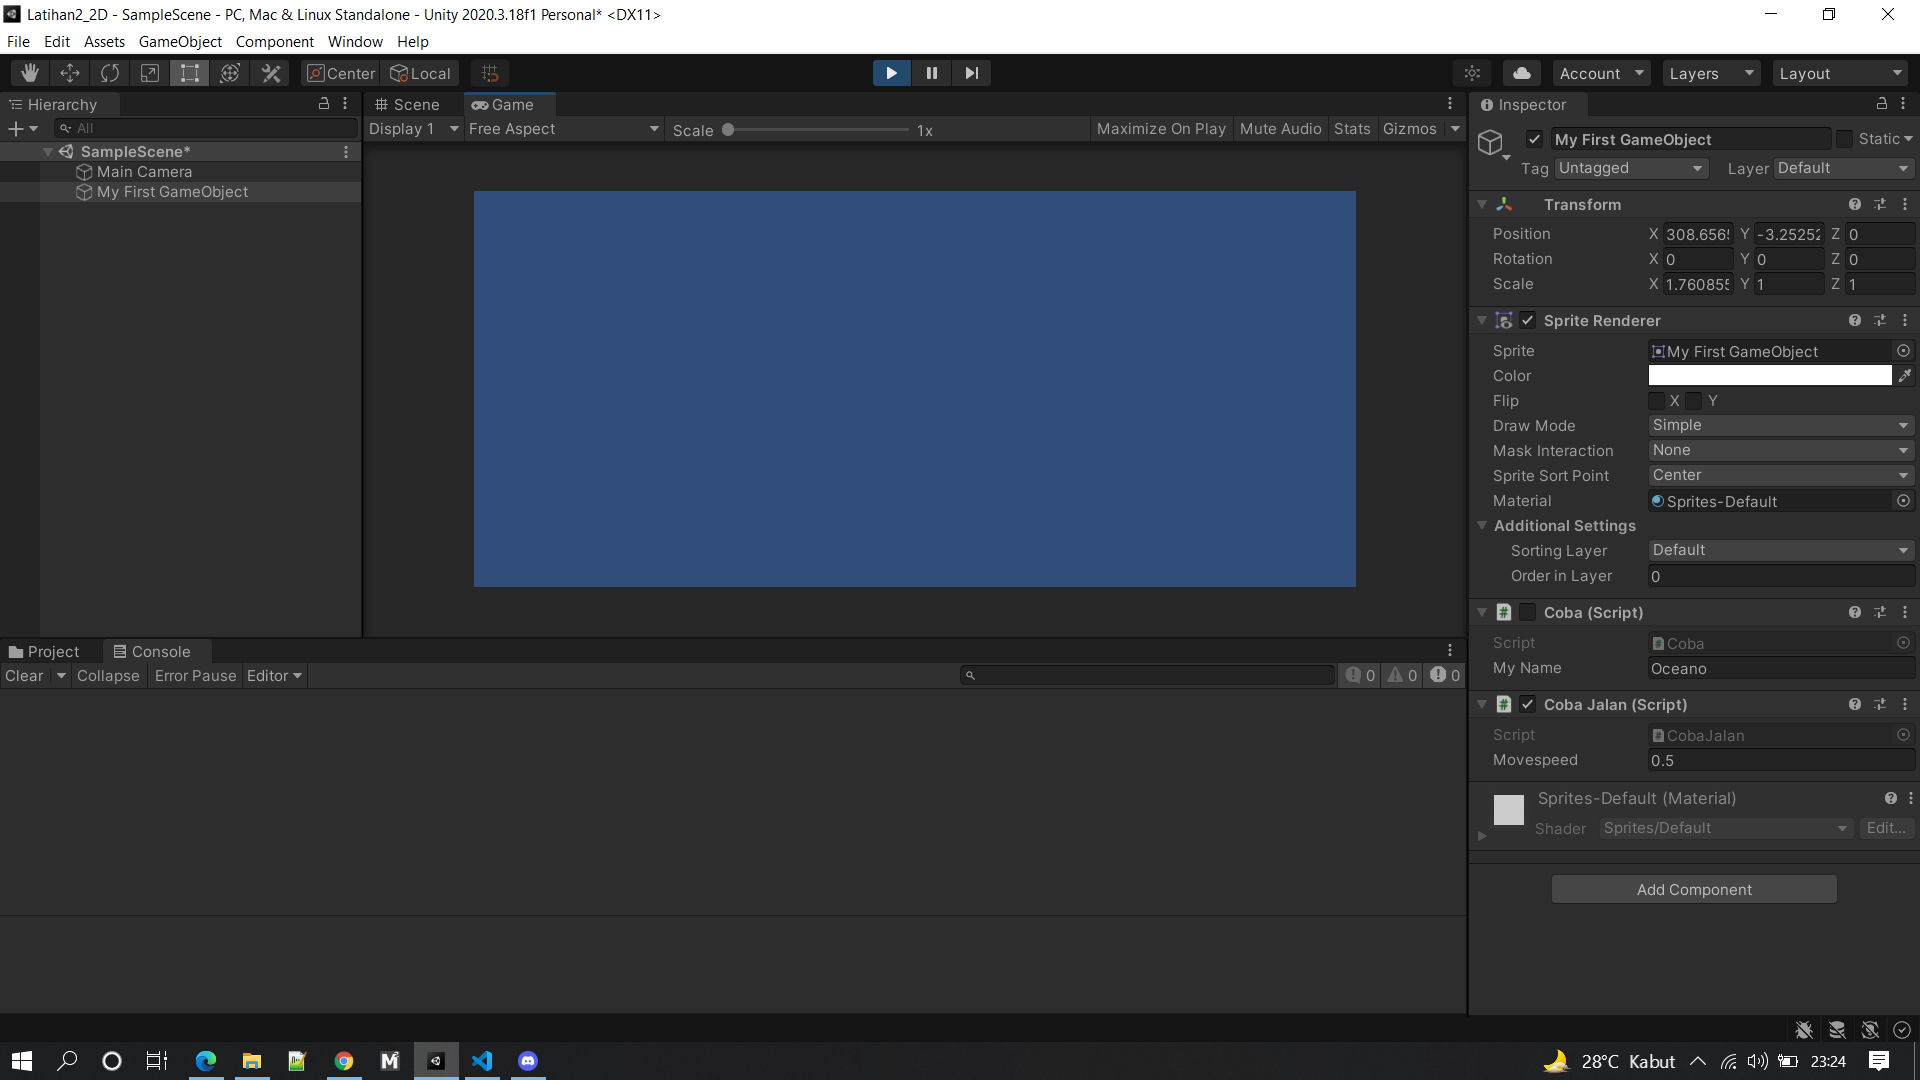 Latihan2_2D - SampleScene - PC, Mac & Linux Standalone - Unity 2020.3.18f1 Personal* <DX11>
File Edit Assets GameObject Component Window Help
Center Local Account Layers Layout
Hierarchy
All
SampleScene*
Main Camera
My First GameObject
Scene Game
Display 1 Free Aspect Scale 1x Maximize On Play Mute Audio Stats Gizmos
Inspector
My First GameObject Static
Tag Untagged Layer Default
Transform
Position X 308.6565 Y -3.25252 Z 0
Rotation X 0 Y 0 Z 0
Scale X 1.760855 Y 1 Z 1
Sprite Renderer
Sprite My First GameObject
Color
Flip X Y
Draw Mode Simple
Mask Interaction None
Sprite Sort Point Center
Material Sprites-Default
Additional Settings
Sorting Layer Default
Order in Layer 0
Coba (Script)
Script Coba
My Name Oceano
Coba Jalan (Script)
Script CobaJalan
Movespeed 0.5
Sprites-Default (Material)
Shader Sprites/Default Edit...
Add Component
Project Console
Clear Collapse Error Pause Editor 0 0 0
28°C Kabut 23:24